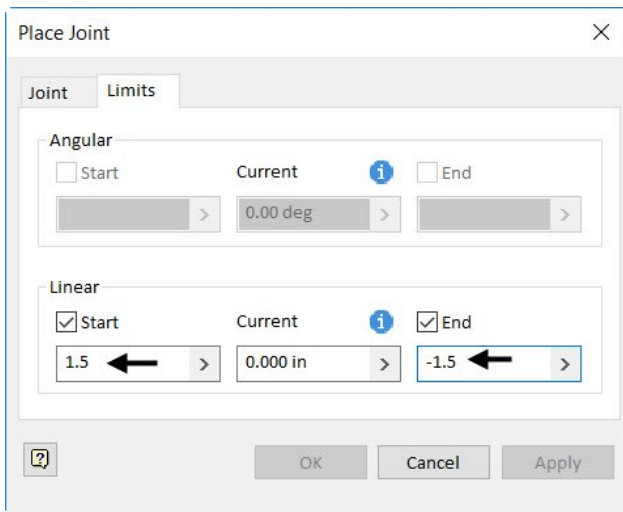 Place Joint
Joint Limits
Angular
Start Current End
0.00 deg
Linear
Start Current End
1.5 0.000 in -1.5
OK Cancel Apply